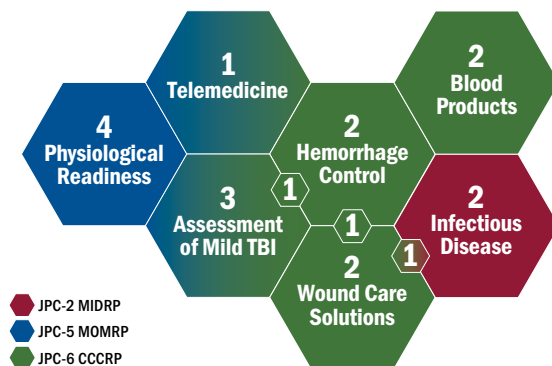 1
Telemedicine
2
Blood
Products
4
Physiological
Readiness
2
Hemorrhage
Control
3
Assessment
of Mild TBI
1
1
2
Infectious
Disease
1
2
Wound Care
Solutions
JPC-2 MIDRP
JPC-5 MOMRP
JPC-6 CCCRP